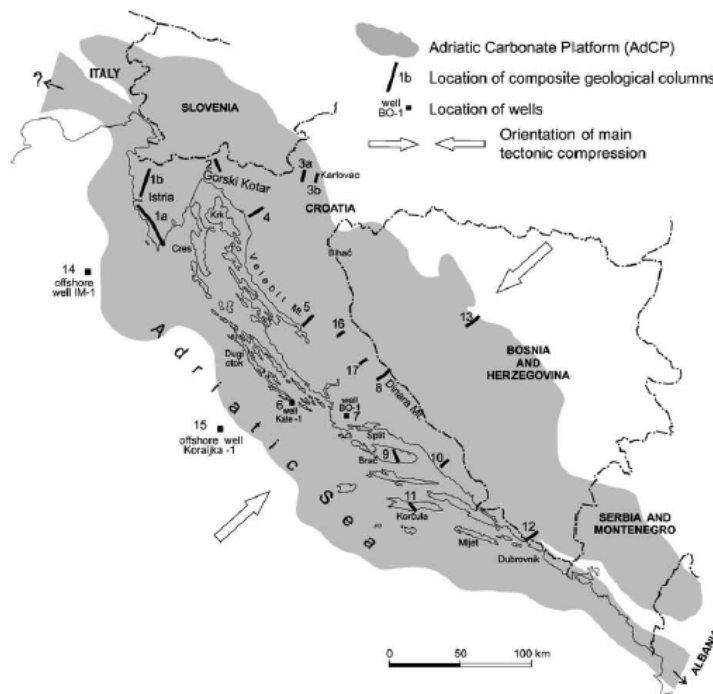 Adriatic Carbonate Platform (AdCP)
1b Location of composite geological columns
well
BO-1 Location of wells
Orientation of main
tectonic compression
?
ITALY
SLOVENIA
2
Gorski Kotar
3a
Karlovac
3b
CROATIA
1b
Istria
1a
Krk
4
Cres
Bihać
Velebit Mt.
14
offshore
well IM-1
5
16
13
BOSNIA
AND
HERZEGOVINA
Dugi
otok
17
8
Dinara Mt.
6
well
Kate -1
well
BO-1
7
15
offshore well
Koraljka -1
Split
9
Brač
10
Adriatic Sea
11
Korčula
Mljet
12
Dubrovnik
SERBIA AND
MONTENEGRO
ALBANIA
0 50 100 km